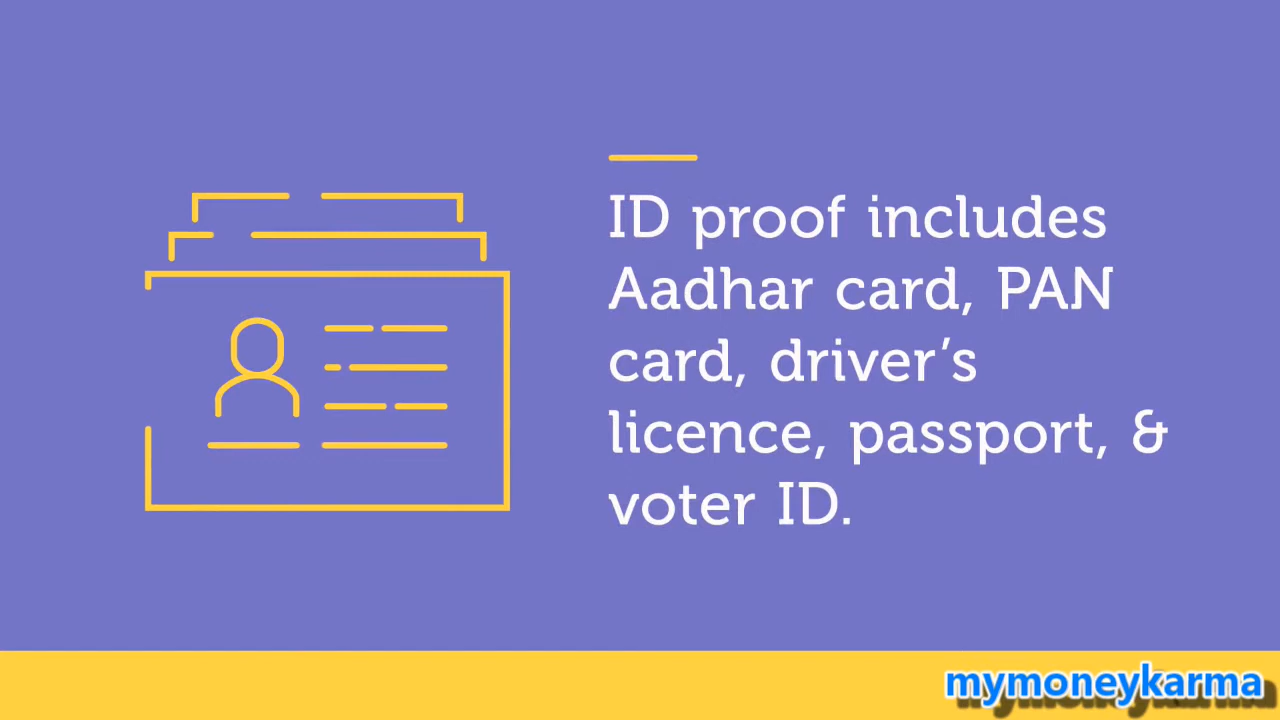 ID proof includes
Aadhar card, PAN
card, driver’s
licence, passport, &
voter ID.
mymoneykarma